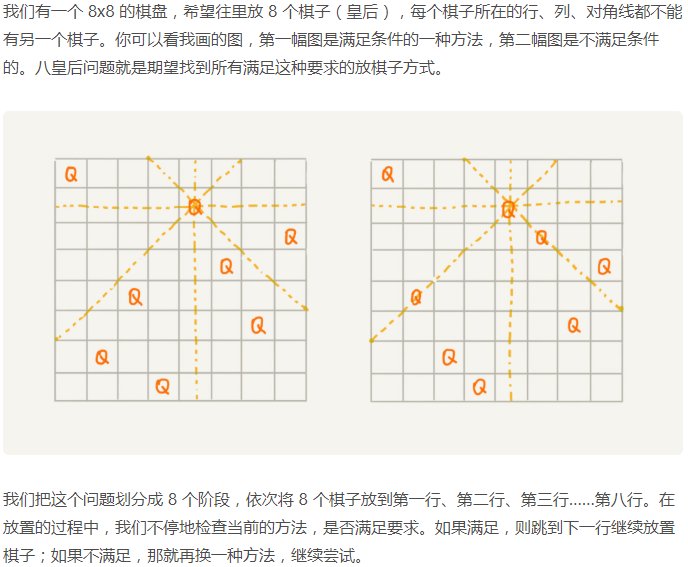 我们有一个 8x8 的棋盘，希望往里放 8 个棋子（皇后），每个棋子所在的行、列、对角线都不能
有另一个棋子。你可以看我画的图，第一幅图是满足条件的一种方法，第二幅图是不满足条件
的。八皇后问题就是期望找到所有满足这种要求的放棋子方式。
Q Q
Q Q
Q Q
Q Q
Q Q
Q Q
Q Q
Q Q
我们把这个问题划分成 8 个阶段，依次将 8 个棋子放到第一行、第二行、第三行……第八行。在
放置的过程中，我们不停地检查当前的方法，是否满足要求。如果满足，则跳到下一行继续放置
棋子；如果不满足，那就再换一种方法，继续尝试。